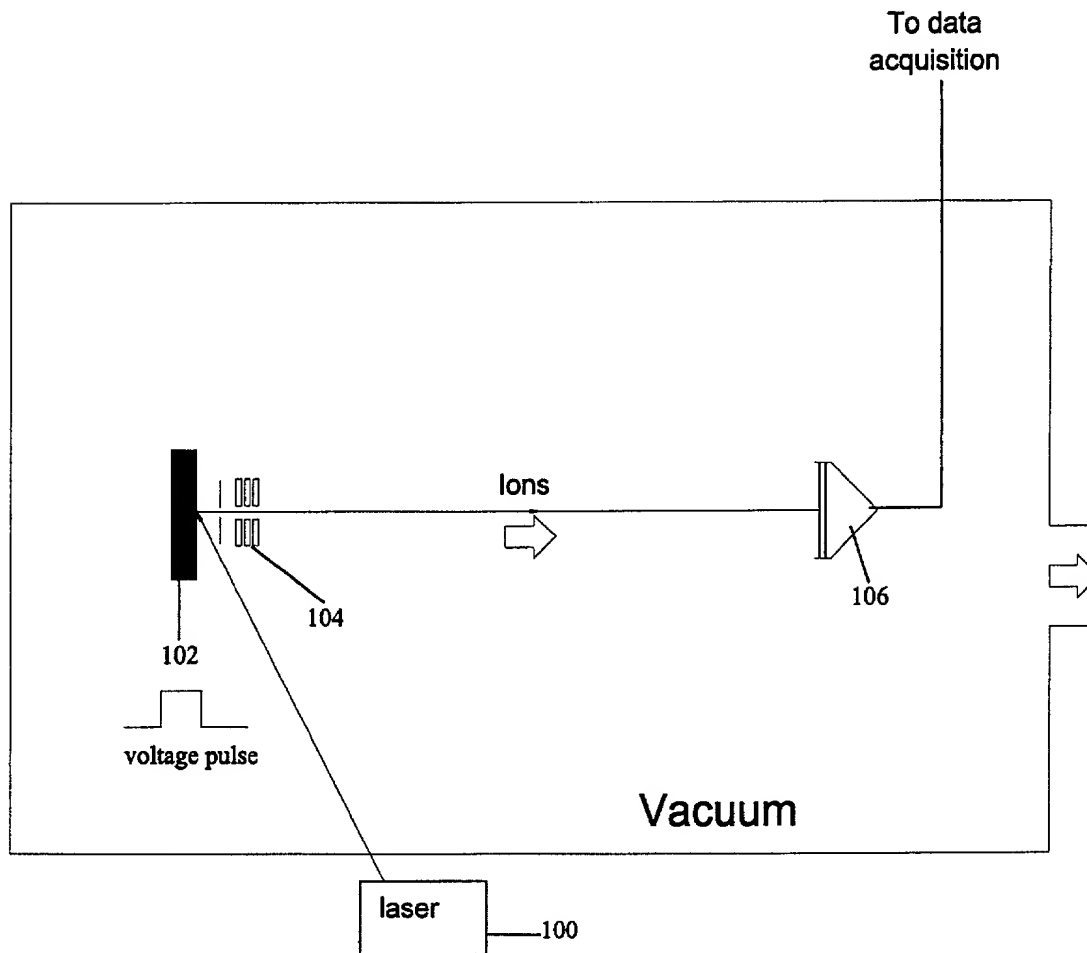 To data
acquisition
Ions
104
106
102
voltage pulse
Vacuum
laser
100